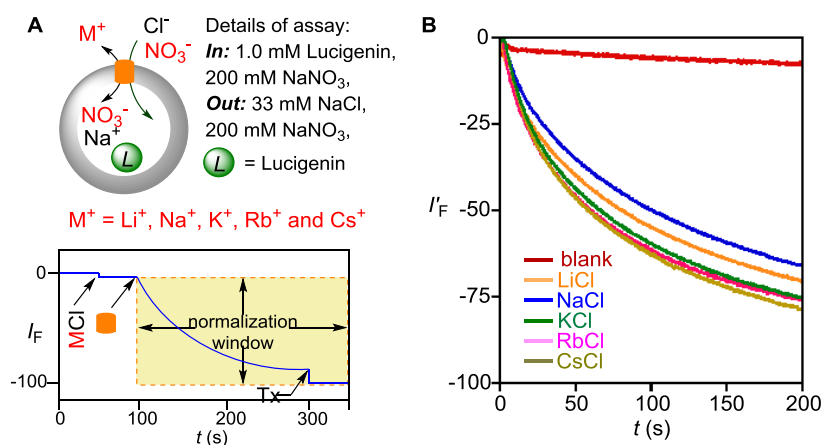 A
M⁺
Cl⁻
NO₃⁻
NO₃⁻
Na⁺
L
Details of assay:
In: 1.0 mM Lucigenin,
200 mM NaNO₃,
Out: 33 mM NaCl,
200 mM NaNO₃,
L = Lucigenin
M⁺ = Li⁺, Na⁺, K⁺, Rb⁺ and Cs⁺
0
-100
I_F
MCl
normalization
window
Tx
0 100 200 300
t (s)
B
0
-25
-50
-75
-100
I′_F
blank
LiCl
NaCl
KCl
RbCl
CsCl
0 50 100 150 200
t (s)